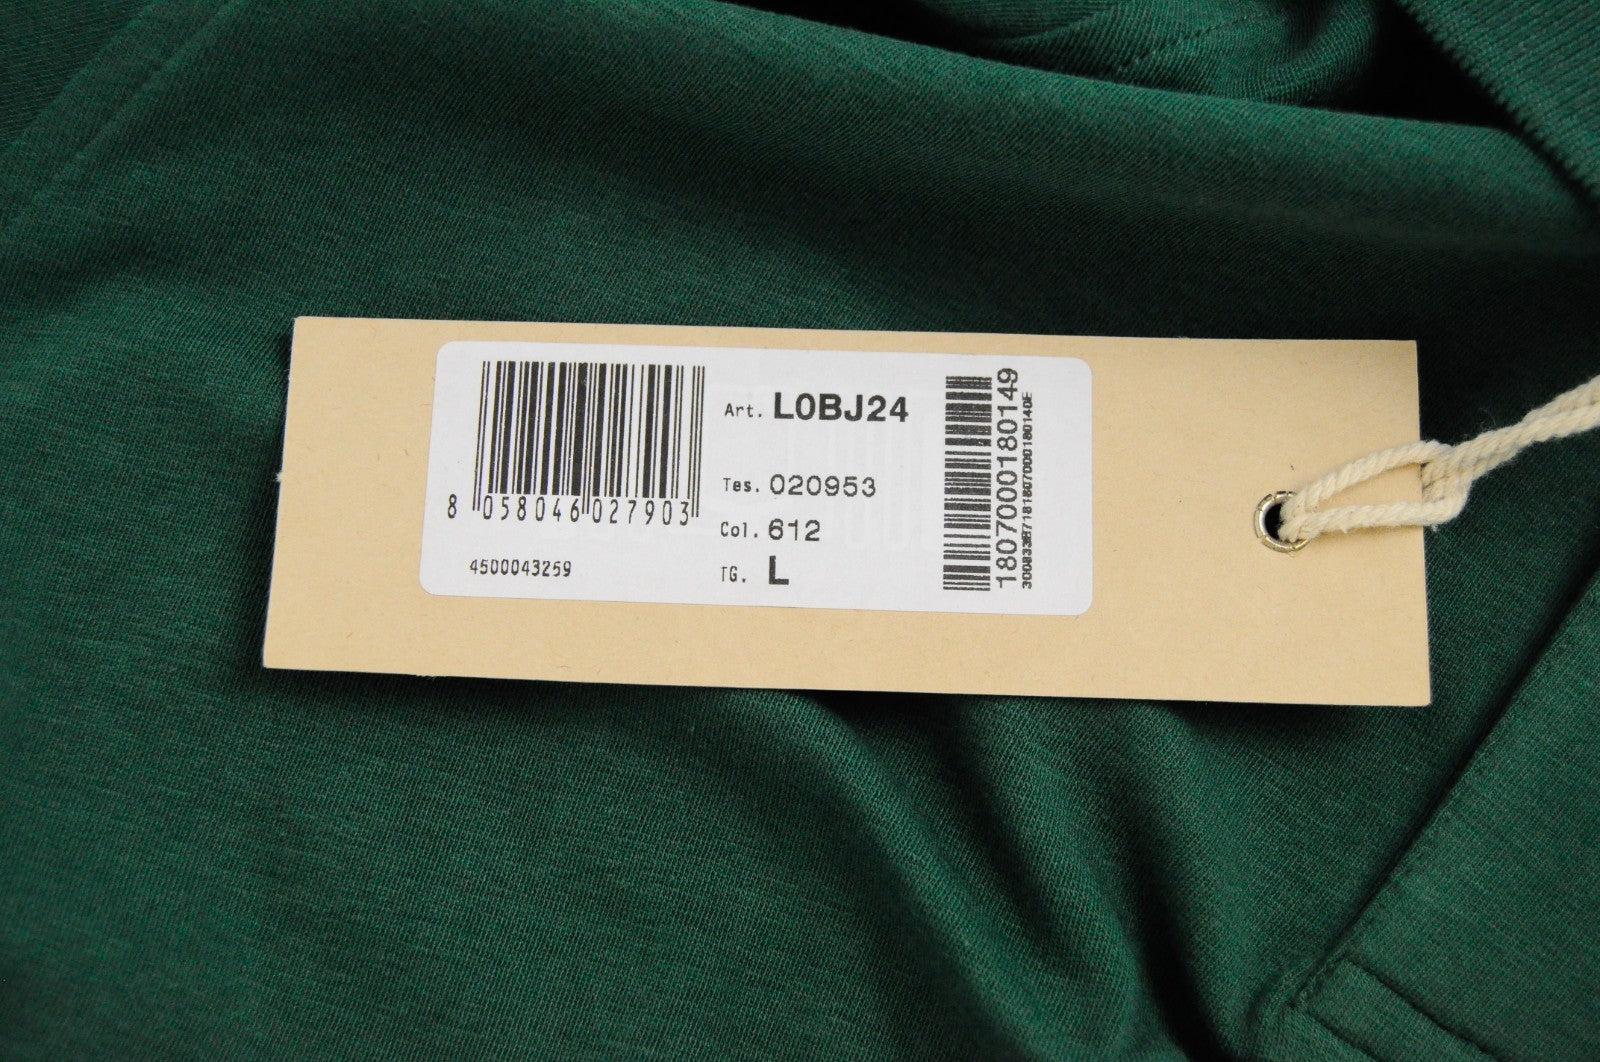 8 058046 027903
4500043259
Art. L0BJ24
Tes. 020953
Col. 612
TG. L
1807000180149